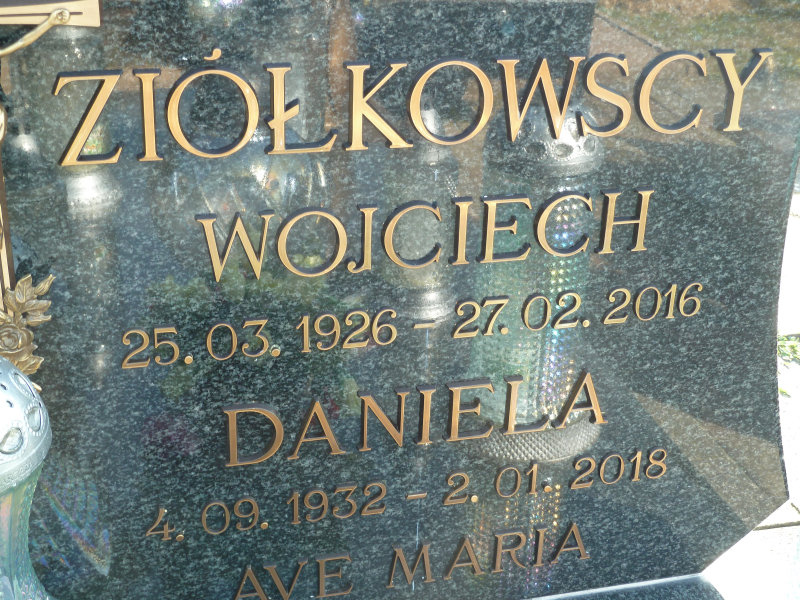 ZIÓŁKOWSCY
WOJCIECH
25. 03. 1926 – 27. 02. 2016
DANIELA
4. 09. 1932 – 2. 01.. 2018
AVE MARIA